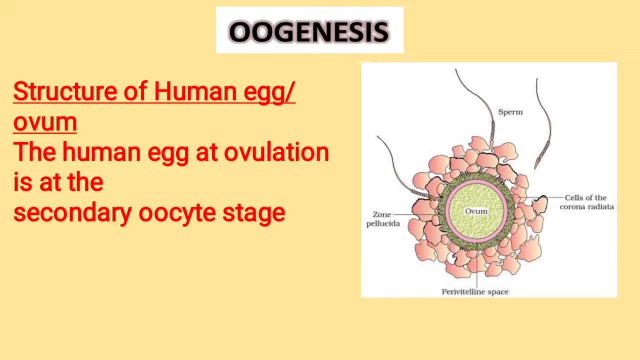 OOGENESIS
Structure of Human egg/
ovum
The human egg at ovulation
is at the
secondary oocyte stage
Sperm
Cells of the
corona radiata
Ovum
Zone
pellucida
Perivitelline space